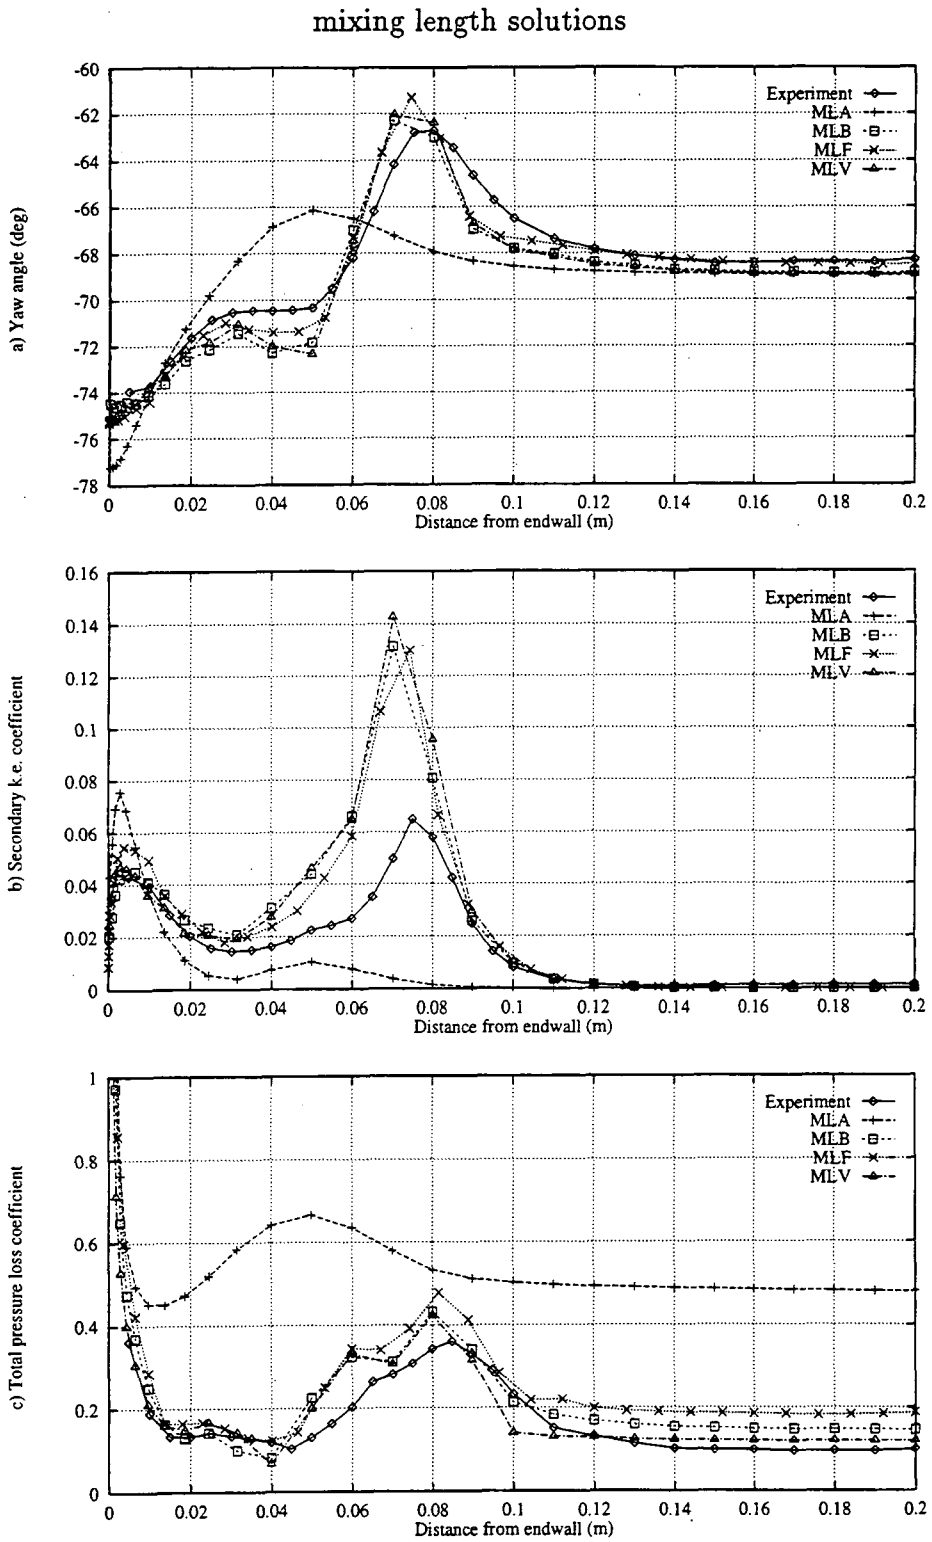 mixing length solutions
-60
-62
-64
-66
-68
-70
-72
-74
-76
-78
a) Yaw angle (deg)
Experiment
MLA
MLB
MLF
MLV
0 0.02 0.04 0.06 0.08 0.1 0.12 0.14 0.16 0.18 0.2
Distance from endwall (m)
0.16
0.14
0.12
0.1
0.08
0.06
0.04
0.02
0
b) Secondary k.e. coefficient
Experiment
MLA
MLB
MLF
MLV
0 0.02 0.04 0.06 0.08 0.1 0.12 0.14 0.16 0.18 0.2
Distance from endwall (m)
1
0.8
0.6
0.4
0.2
0
c) Total pressure loss coefficient
Experiment
MLA
MLB
MLF
MLV
0 0.02 0.04 0.06 0.08 0.1 0.12 0.14 0.16 0.18 0.2
Distance from endwall (m)